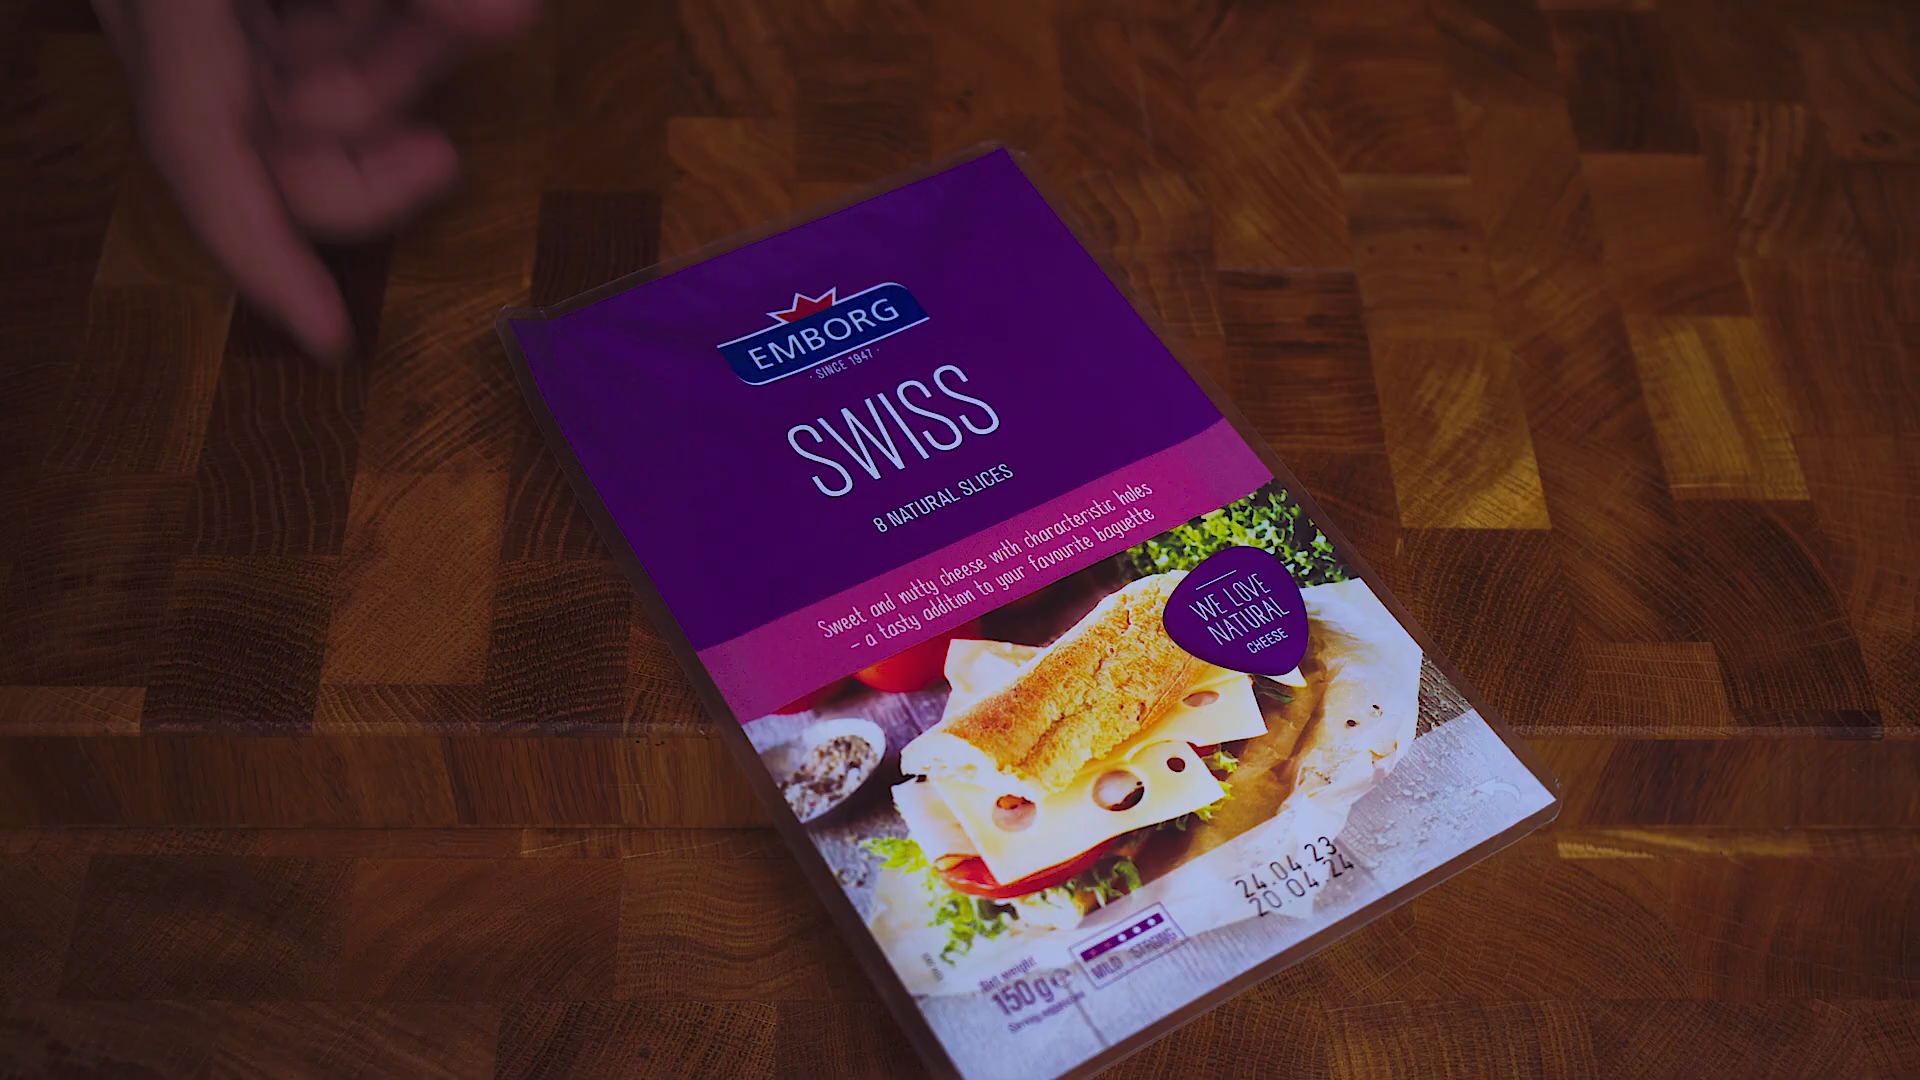 EMBORG
· SINCE 1947 ·
SWISS
8 NATURAL SLICES
Sweet and nutty cheese with characteristic holes
– a tasty addition to your favourite baguette
WE LOVE
NATURAL
CHEESE
24.04.23
20.04.24
MILD STRONG
Net weight
150g e